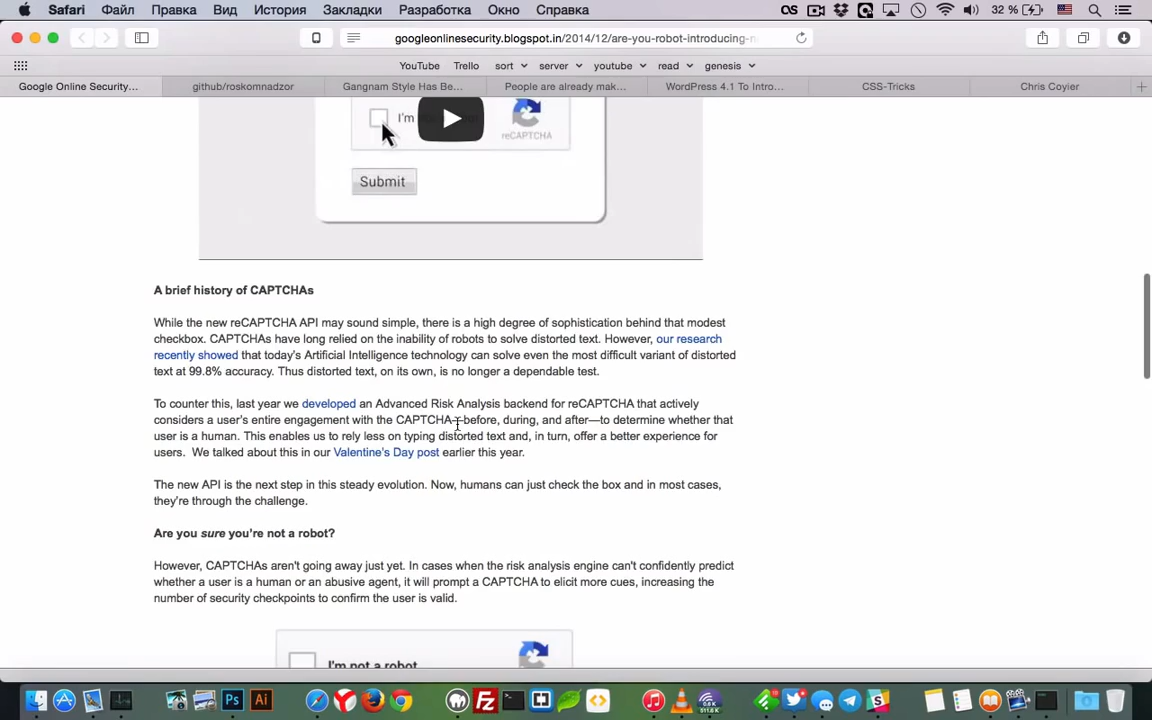 Safari Файл Правка Вид История Закладки Разработка Окно Справка 32 %
googleonlinesecurity.blogspot.in/2014/12/are-you-robot-introducing-
YouTube Trello sort server youtube read genesis
Google Online Security... github/roskomnadzor Gangnam Style Has Be... People are already mak... WordPress 4.1 To Intro... CSS-Tricks Chris Coyier
I'm
reCAPTCHA
Submit
A brief history of CAPTCHAs
While the new reCAPTCHA API may sound simple, there is a high degree of sophistication behind that modest
checkbox. CAPTCHAs have long relied on the inability of robots to solve distorted text. However, our research
recently showed that today's Artificial Intelligence technology can solve even the most difficult variant of distorted
text at 99.8% accuracy. Thus distorted text, on its own, is no longer a dependable test.
To counter this, last year we developed an Advanced Risk Analysis backend for reCAPTCHA that actively
considers a user's entire engagement with the CAPTCHA—before, during, and after—to determine whether that
user is a human. This enables us to rely less on typing distorted text and, in turn, offer a better experience for
users. We talked about this in our Valentine's Day post earlier this year.
The new API is the next step in this steady evolution. Now, humans can just check the box and in most cases,
they're through the challenge.
Are you sure you're not a robot?
However, CAPTCHAs aren't going away just yet. In cases when the risk analysis engine can't confidently predict
whether a user is a human or an abusive agent, it will prompt a CAPTCHA to elicit more cues, increasing the
number of security checkpoints to confirm the user is valid.
I'm not a robot
Ps Ai Fz